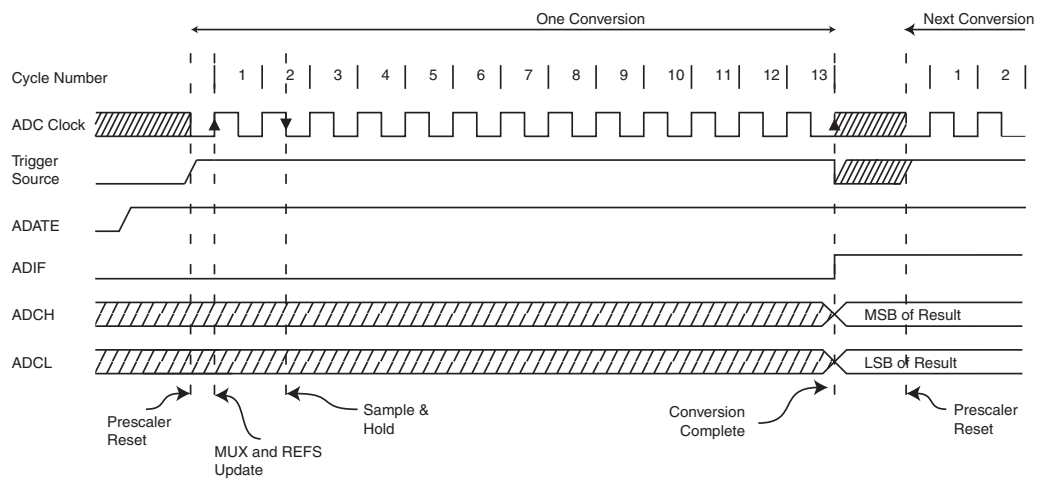 One Conversion
Next Conversion
Cycle Number
1 2 3 4 5 6 7 8 9 10 11 12 13
1 2
ADC Clock
Trigger
Source
ADATE
ADIF
ADCH
MSB of Result
ADCL
LSB of Result
Prescaler
Reset
MUX and REFS
Update
Sample &
Hold
Conversion
Complete
Prescaler
Reset